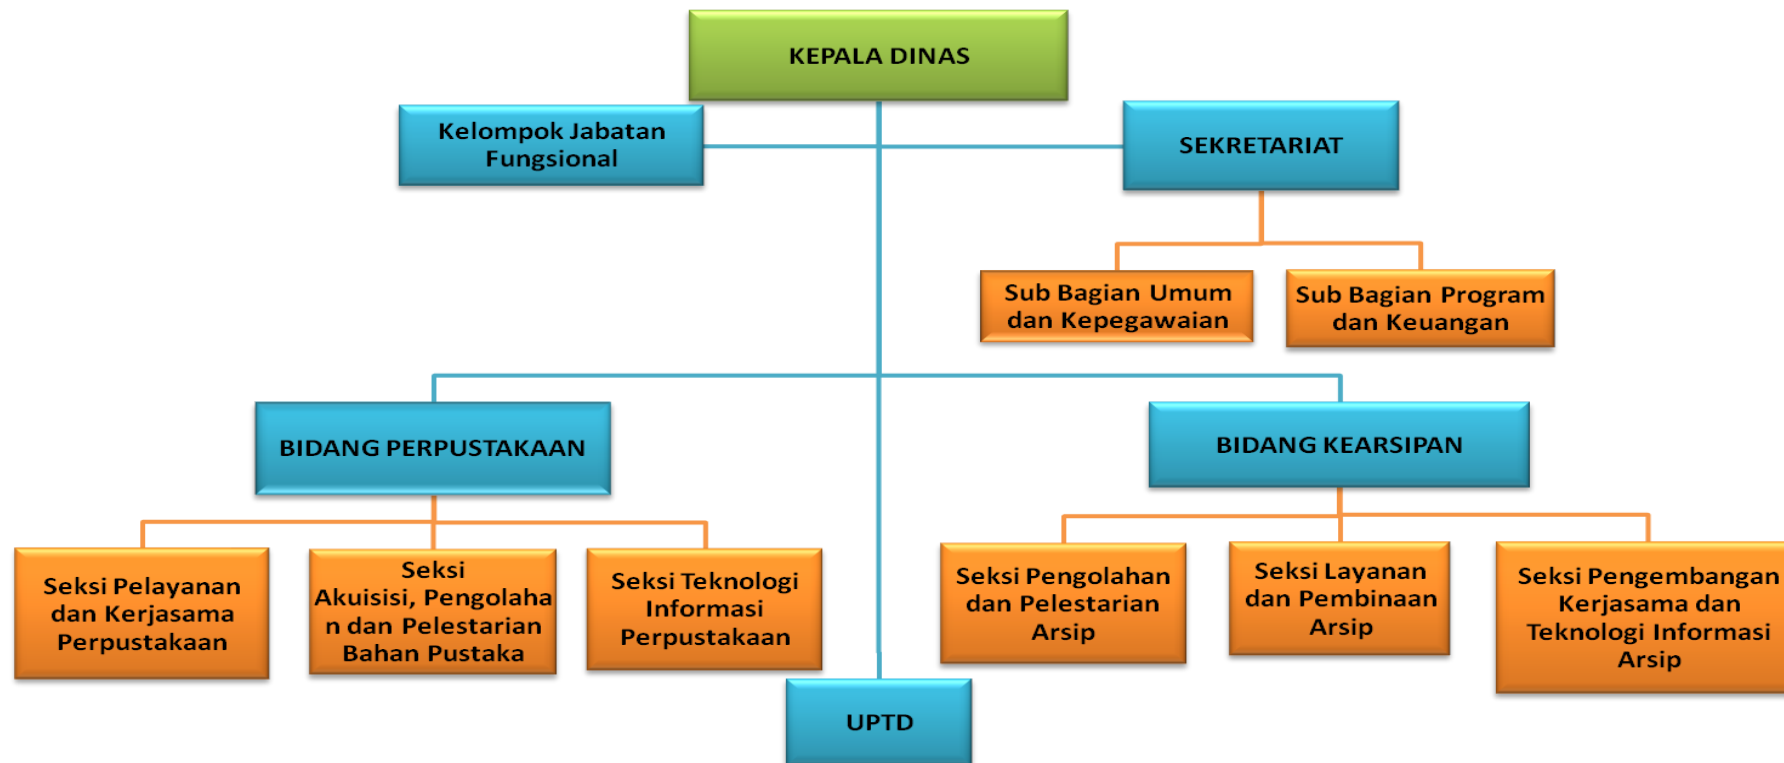 KEPALA DINAS
Kelompok Jabatan
Fungsional
SEKRETARIAT
Sub Bagian Umum
dan Kepegawaian
Sub Bagian Program
dan Keuangan
BIDANG PERPUSTAKAAN
BIDANG KEARSIPAN
Seksi Pelayanan
dan Kerjasama
Perpustakaan
Seksi
Akuisisi, Pengolaha
n dan Pelestarian
Bahan Pustaka
Seksi Teknologi
Informasi
Perpustakaan
Seksi Pengolahan
dan Pelestarian
Arsip
Seksi Layanan
dan Pembinaan
Arsip
Seksi Pengembangan
Kerjasama dan
Teknologi Informasi
Arsip
UPTD